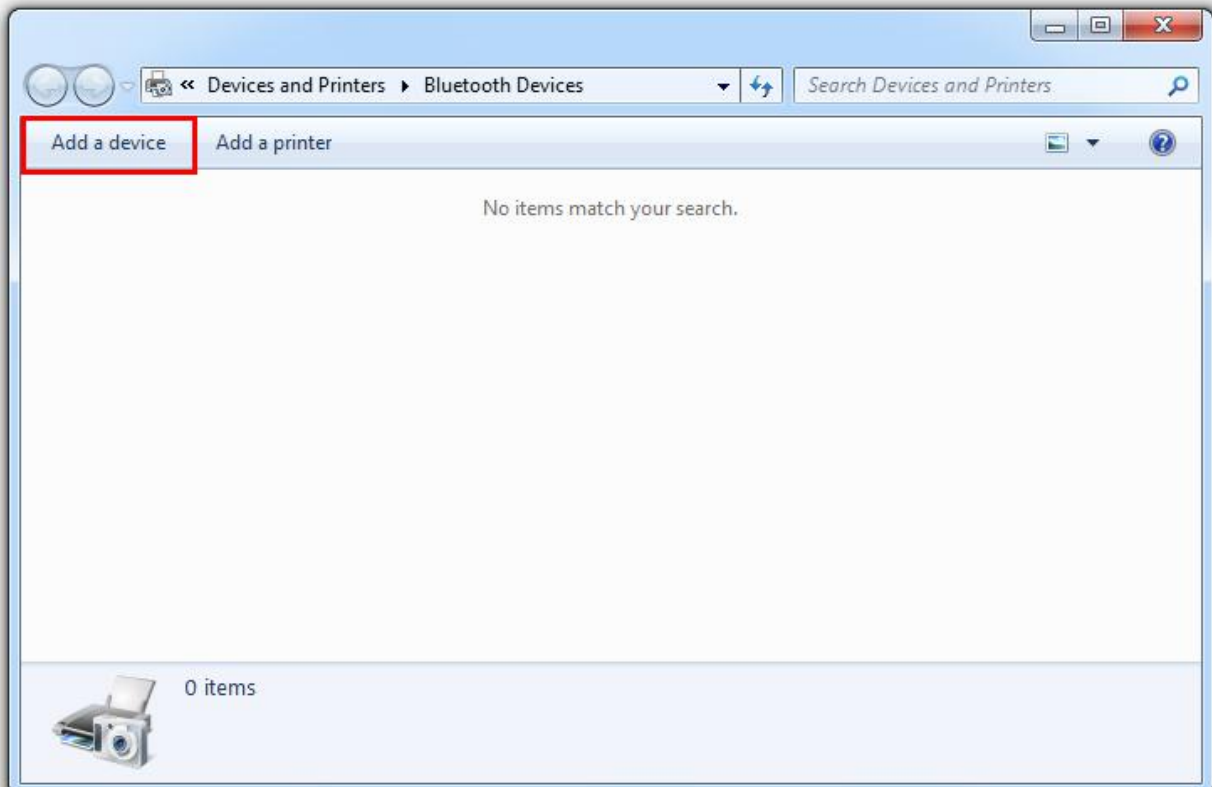 « Devices and Printers ▸ Bluetooth Devices
Search Devices and Printers
Add a device
Add a printer
No items match your search.
0 items